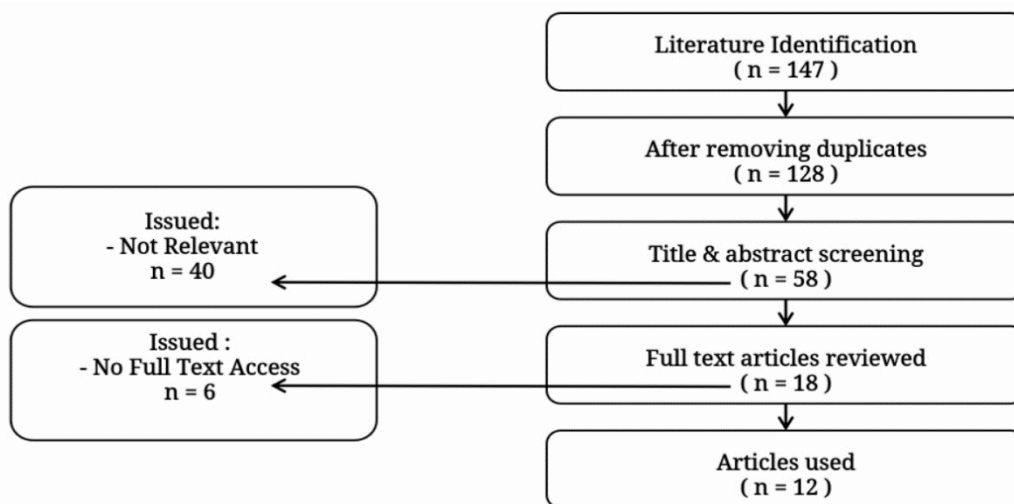 Literature Identification
( n = 147 )
After removing duplicates
( n = 128 )
Issued:
- Not Relevant
n = 40
Title & abstract screening
( n = 58 )
Issued :
- No Full Text Access
n = 6
Full text articles reviewed
( n = 18 )
Articles used
( n = 12 )